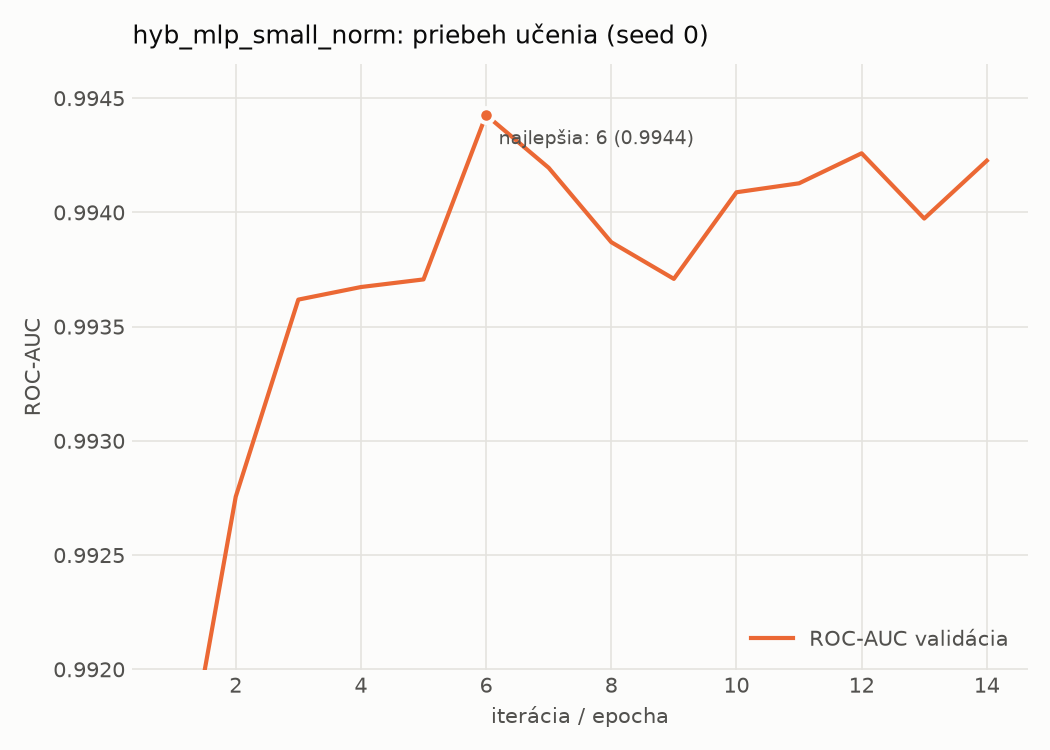 hyb_mlp_small_norm: priebeh učenia (seed 0)
0.9945
najlepšia: 6 (0.9944)
0.9940
0.9935
ROC-AUC
0.9930
0.9925
ROC-AUC validácia
0.9920
2 4 6 8 10 12 14
iterácia / epocha